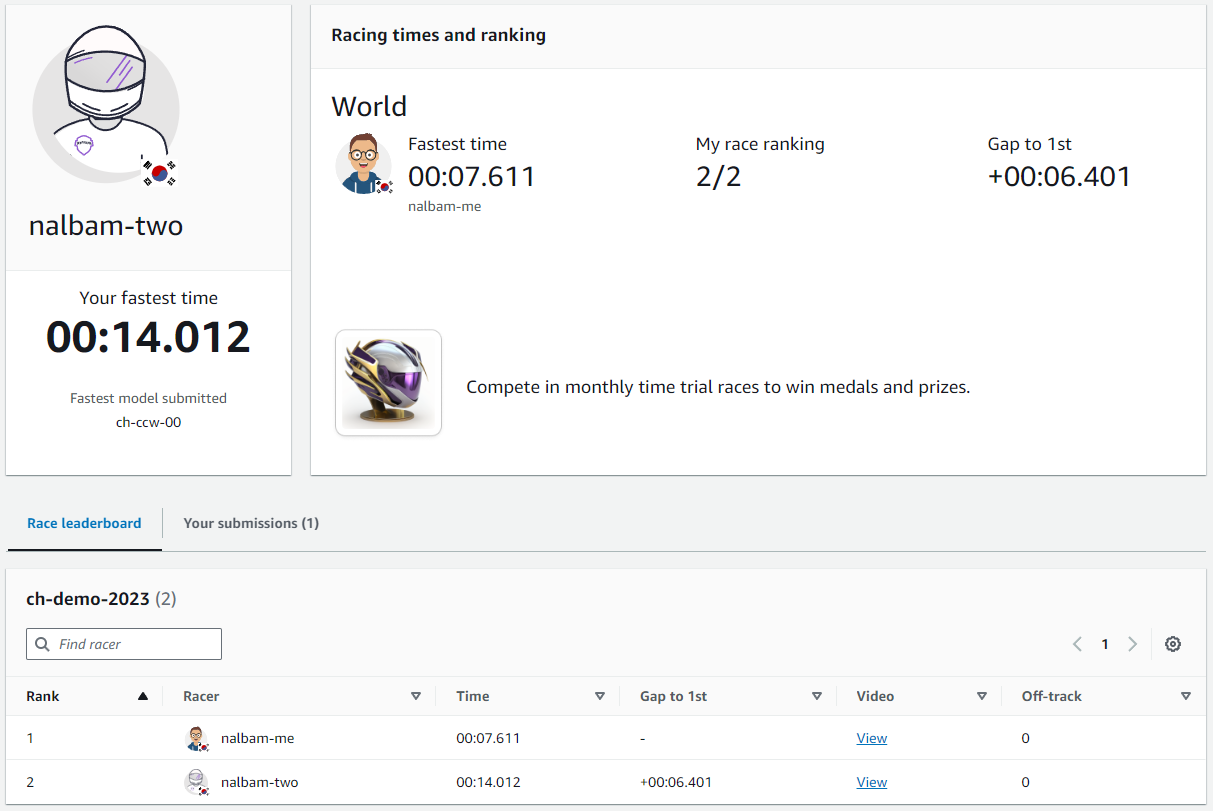 nalbam-two
Your fastest time
00:14.012
Fastest model submitted
ch-ccw-00
Racing times and ranking
World
Fastest time
00:07.611
nalbam-me
My race ranking
2/2
Gap to 1st
+00:06.401
Compete in monthly time trial races to win medals and prizes.
Race leaderboard
Your submissions (1)
ch-demo-2023 (2)
Find racer
1
Rank Racer Time Gap to 1st Video Off-track
1 nalbam-me 00:07.611 - View 0
2 nalbam-two 00:14.012 +00:06.401 View 0